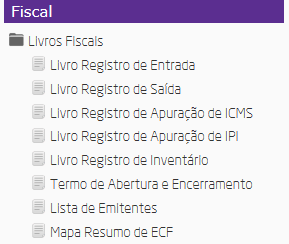 Fiscal
Livros Fiscais
Livro Registro de Entrada
Livro Registro de Saída
Livro Registro de Apuração de ICMS
Livro Registro de Apuração de IPI
Livro Registro de Inventário
Termo de Abertura e Encerramento
Lista de Emitentes
Mapa Resumo de ECF